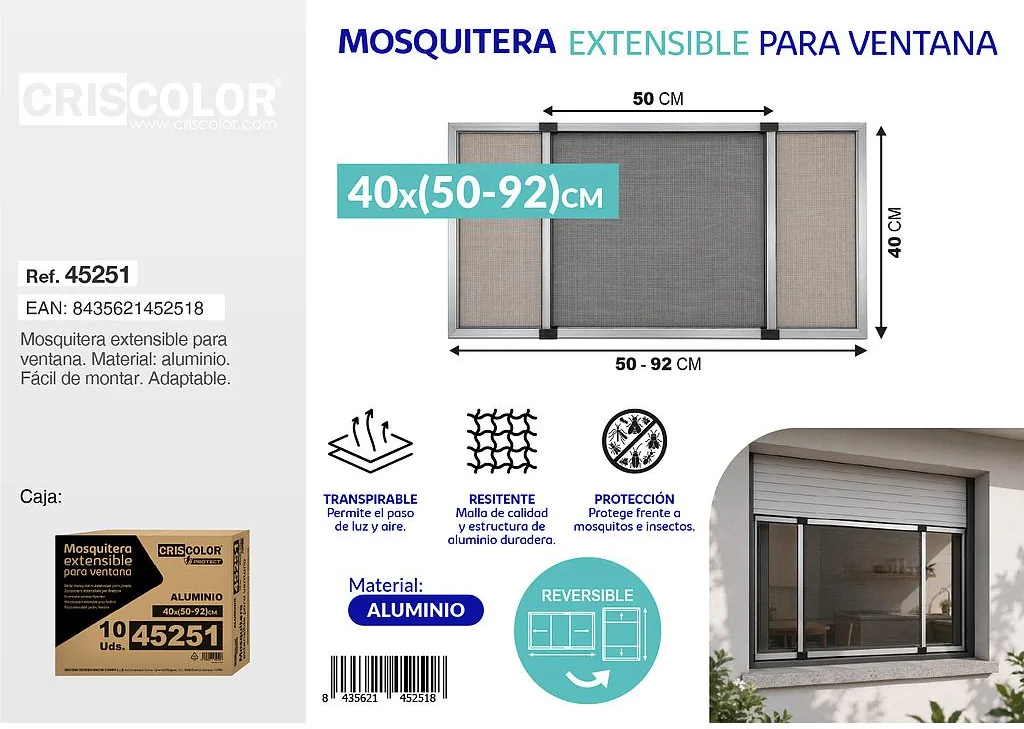 MOSQUITERA EXTENSIBLE PARA VENTANA
CRISCOLOR®
www.criscolor.com
50 CM
40x(50-92)CM
40 CM
50 - 92 CM
Ref. 45251
EAN: 8435621452518
Mosquitera extensible para
ventana. Material: aluminio.
Fácil de montar. Adaptable.
TRANSPIRABLE
Permite el paso
de luz y aire.
RESITENTE
Malla de calidad
y estructura de
aluminio duradera.
PROTECCIÓN
Protege frente a
mosquitos e insectos.
Caja:
Mosquitera
extensible
para ventana
CRISCOLOR
PROTECT
ALUMINIO
40x(50-92)CM
10
Uds.
45251
45251
Material:
ALUMINIO
REVERSIBLE
8 435621 452518